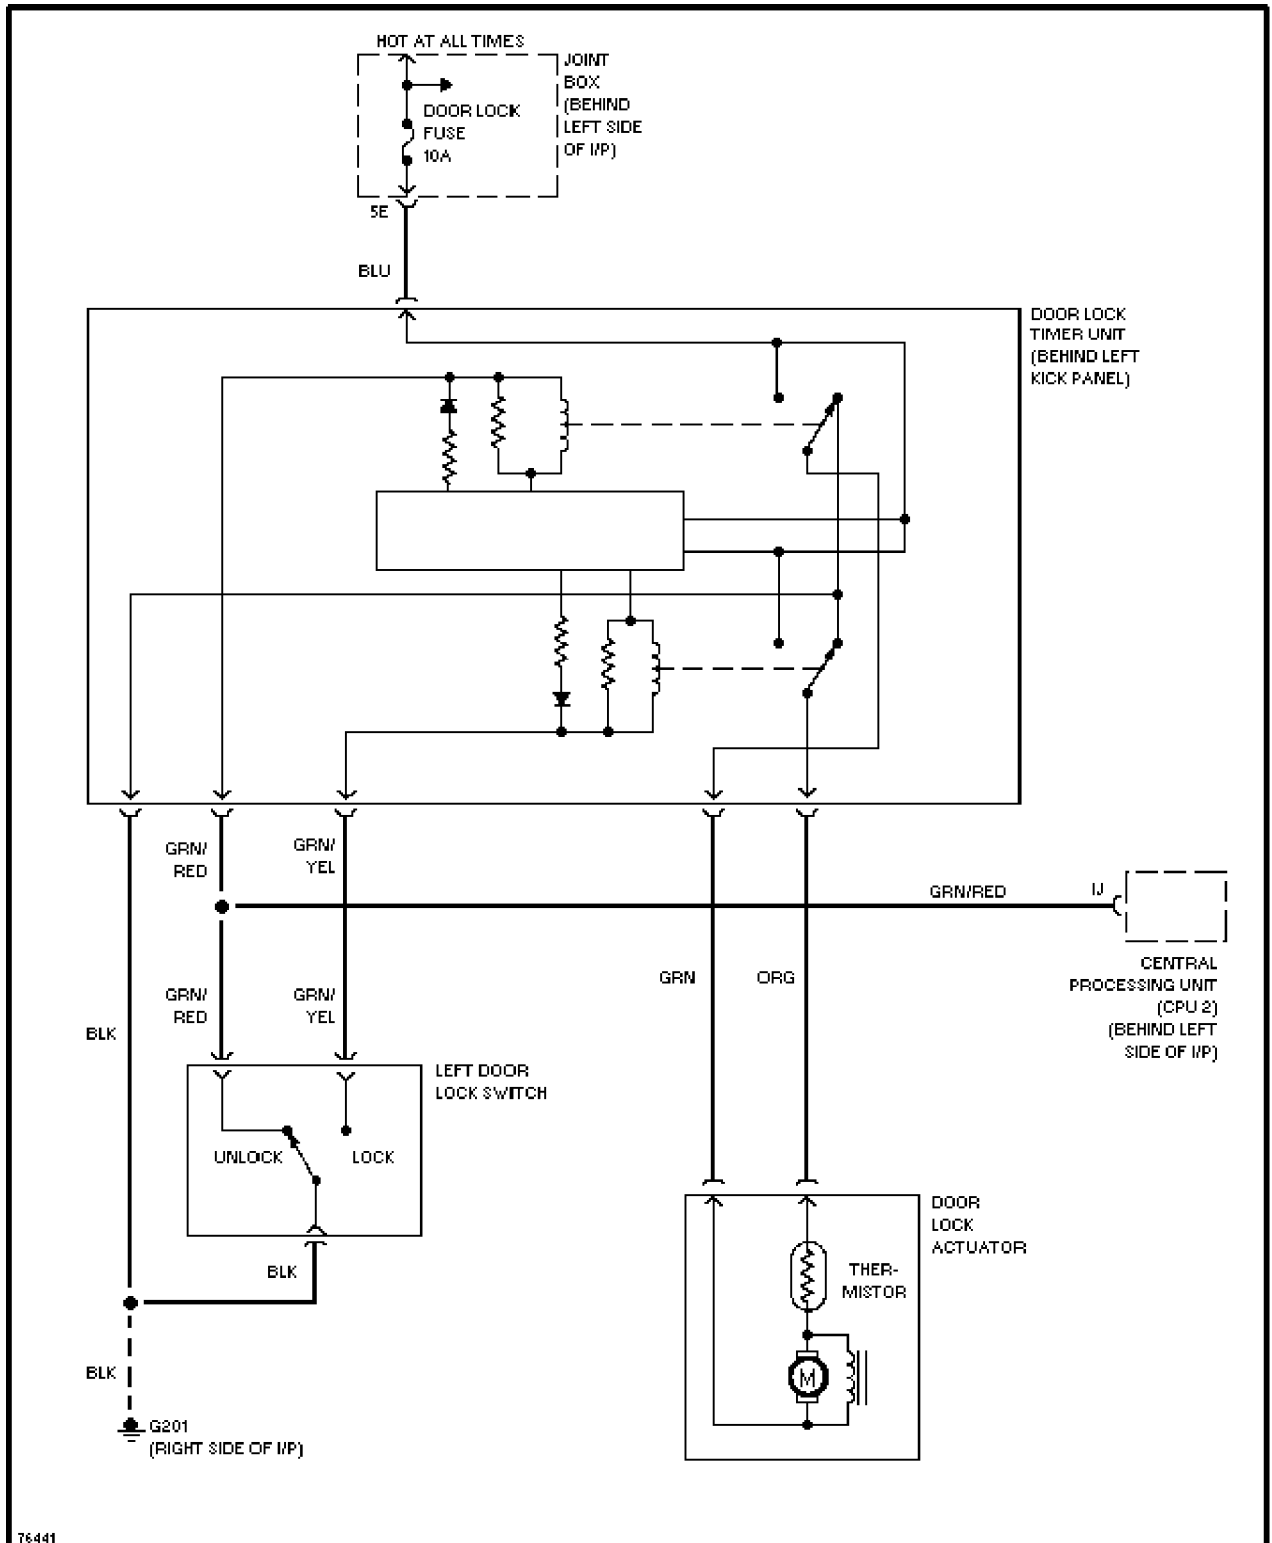 HOT AT ALL TIMES
JOINT
BOX
(BEHIND
LEFT SIDE
OF I/P)
DOOR LOCK
FUSE
10A
5E
BLU
DOOR LOCK
TIMER UNIT
(BEHIND LEFT
KICK PANEL)
GRN/
RED
GRN/
YEL
GRN/RED
IJ
CENTRAL
PROCESSING UNIT
(CPU 2)
(BEHIND LEFT
SIDE OF I/P)
GRN
ORG
GRN/
RED
GRN/
YEL
BLK
LEFT DOOR
LOCK SWITCH
UNLOCK
LOCK
BLK
DOOR
LOCK
ACTUATOR
THER-
MISTOR
M
BLK
G201
(RIGHT SIDE OF I/P)
76441